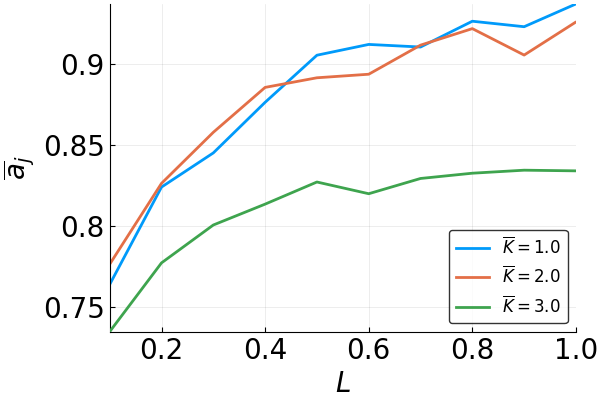 0.9
0.85
0.8
0.75
a̅ⱼ
K̅ = 1.0
K̅ = 2.0
K̅ = 3.0
0.2 0.4 0.6 0.8 1.0
L